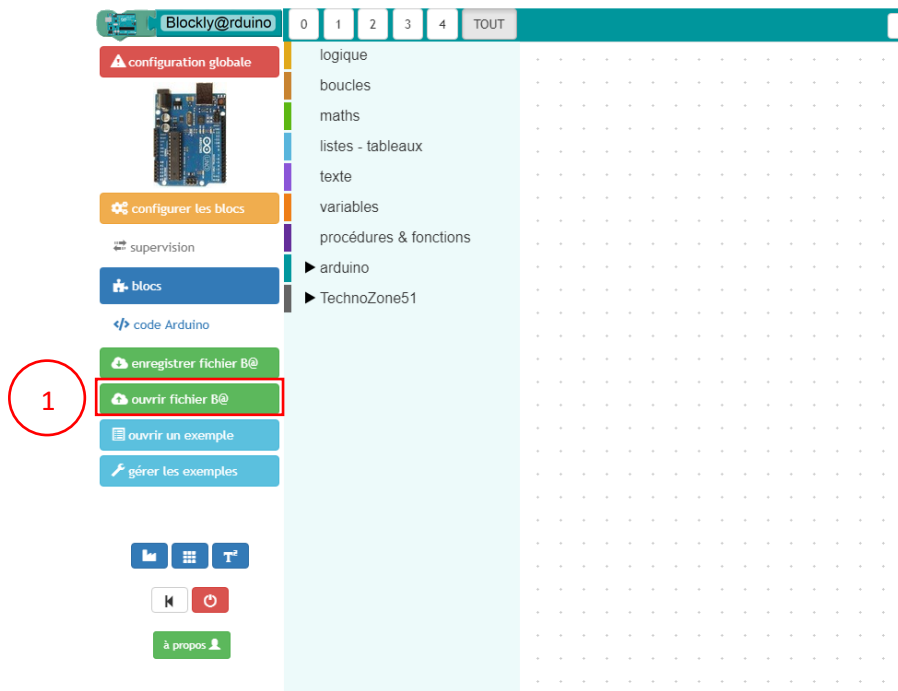 Blockly@rduino
0 1 2 3 4 TOUT
configuration globale
configurer les blocs
supervision
blocs
</> code Arduino
enregistrer fichier B@
1
ouvrir fichier B@
ouvrir un exemple
gérer les exemples
T²
à propos
logique
boucles
maths
listes - tableaux
texte
variables
procédures & fonctions
arduino
TechnoZone51